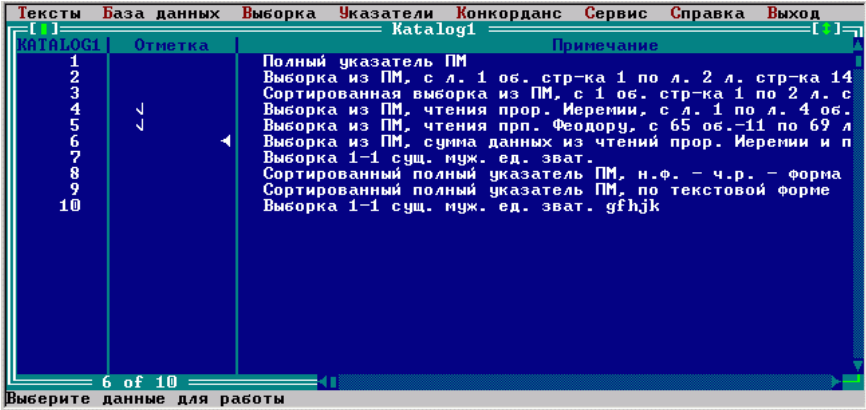 Тексты База данных Выборка Указатели Конкорданс Сервис Справка Выход
Katalog1
KATALOG1 Отметка Примечание
1 Полный указатель ПМ
2 Выборка из ПМ, с л. 1 об. стр-ка 1 по л. 2 л. стр-ка 14
3 Сортированная выборка из ПМ, с 1 об. стр-ка 1 по 2 л. с
4 √ Выборка из ПМ, чтения прор. Иеремии, с л. 1 по л. 4 об.
5 √ Выборка из ПМ, чтения прп. Феодору, с 65 об.-11 по 69 л
6 Выборка из ПМ, сумма данных из чтений прор. Иеремии и п
7 Выборка 1-1 сущ. муж. ед. зват.
8 Сортированный полный указатель ПМ, н.ф. - ч.р. - форма
9 Сортированный полный указатель ПМ, по текстовой форме
10 Выборка 1-1 сущ. муж. ед. зват. gfhjk
6 of 10
Выберите данные для работы